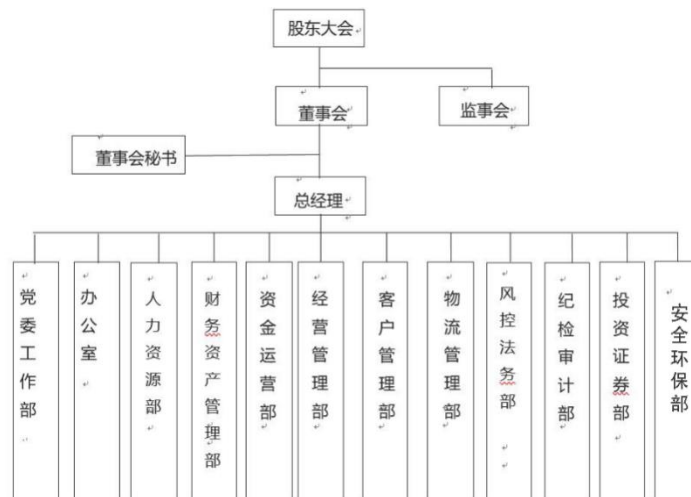 股东大会
董事会
监事会
董事会秘书
总经理
党委工作部
办公室
人力资源部
财务资产管理部
资金运营部
经营管理部
客户管理部
物流管理部
风控法务部
纪检审计部
投资证券部
安全环保部